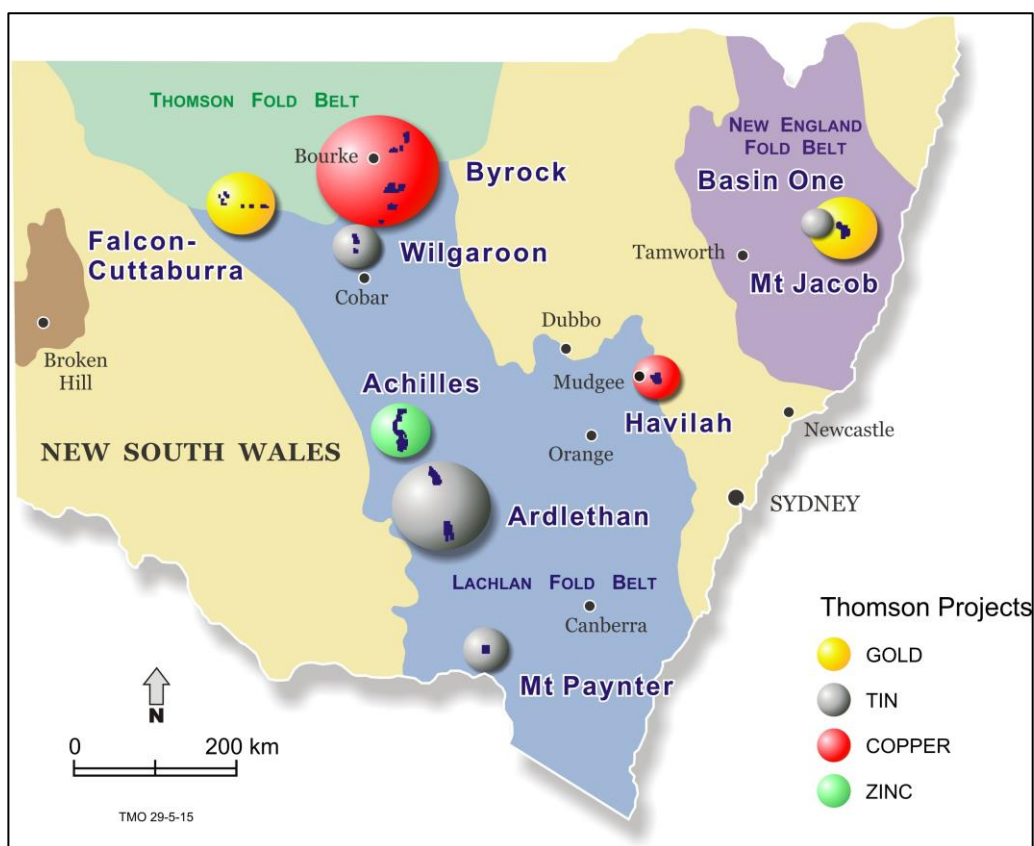 THOMSON FOLD BELT
NEW ENGLAND
FOLD BELT
Bourke
Byrock
Basin One
Falcon-
Cuttaburra
Wilgaroon
Tamworth
Mt Jacob
Cobar
Broken
Hill
Dubbo
Achilles
Mudgee
Havilah
Newcastle
NEW SOUTH WALES
Orange
SYDNEY
Ardlethan
LACHLAN FOLD BELT
Canberra
Mt Paynter
N
0 200 km
TMO 29-5-15
Thomson Projects
GOLD
TIN
COPPER
ZINC